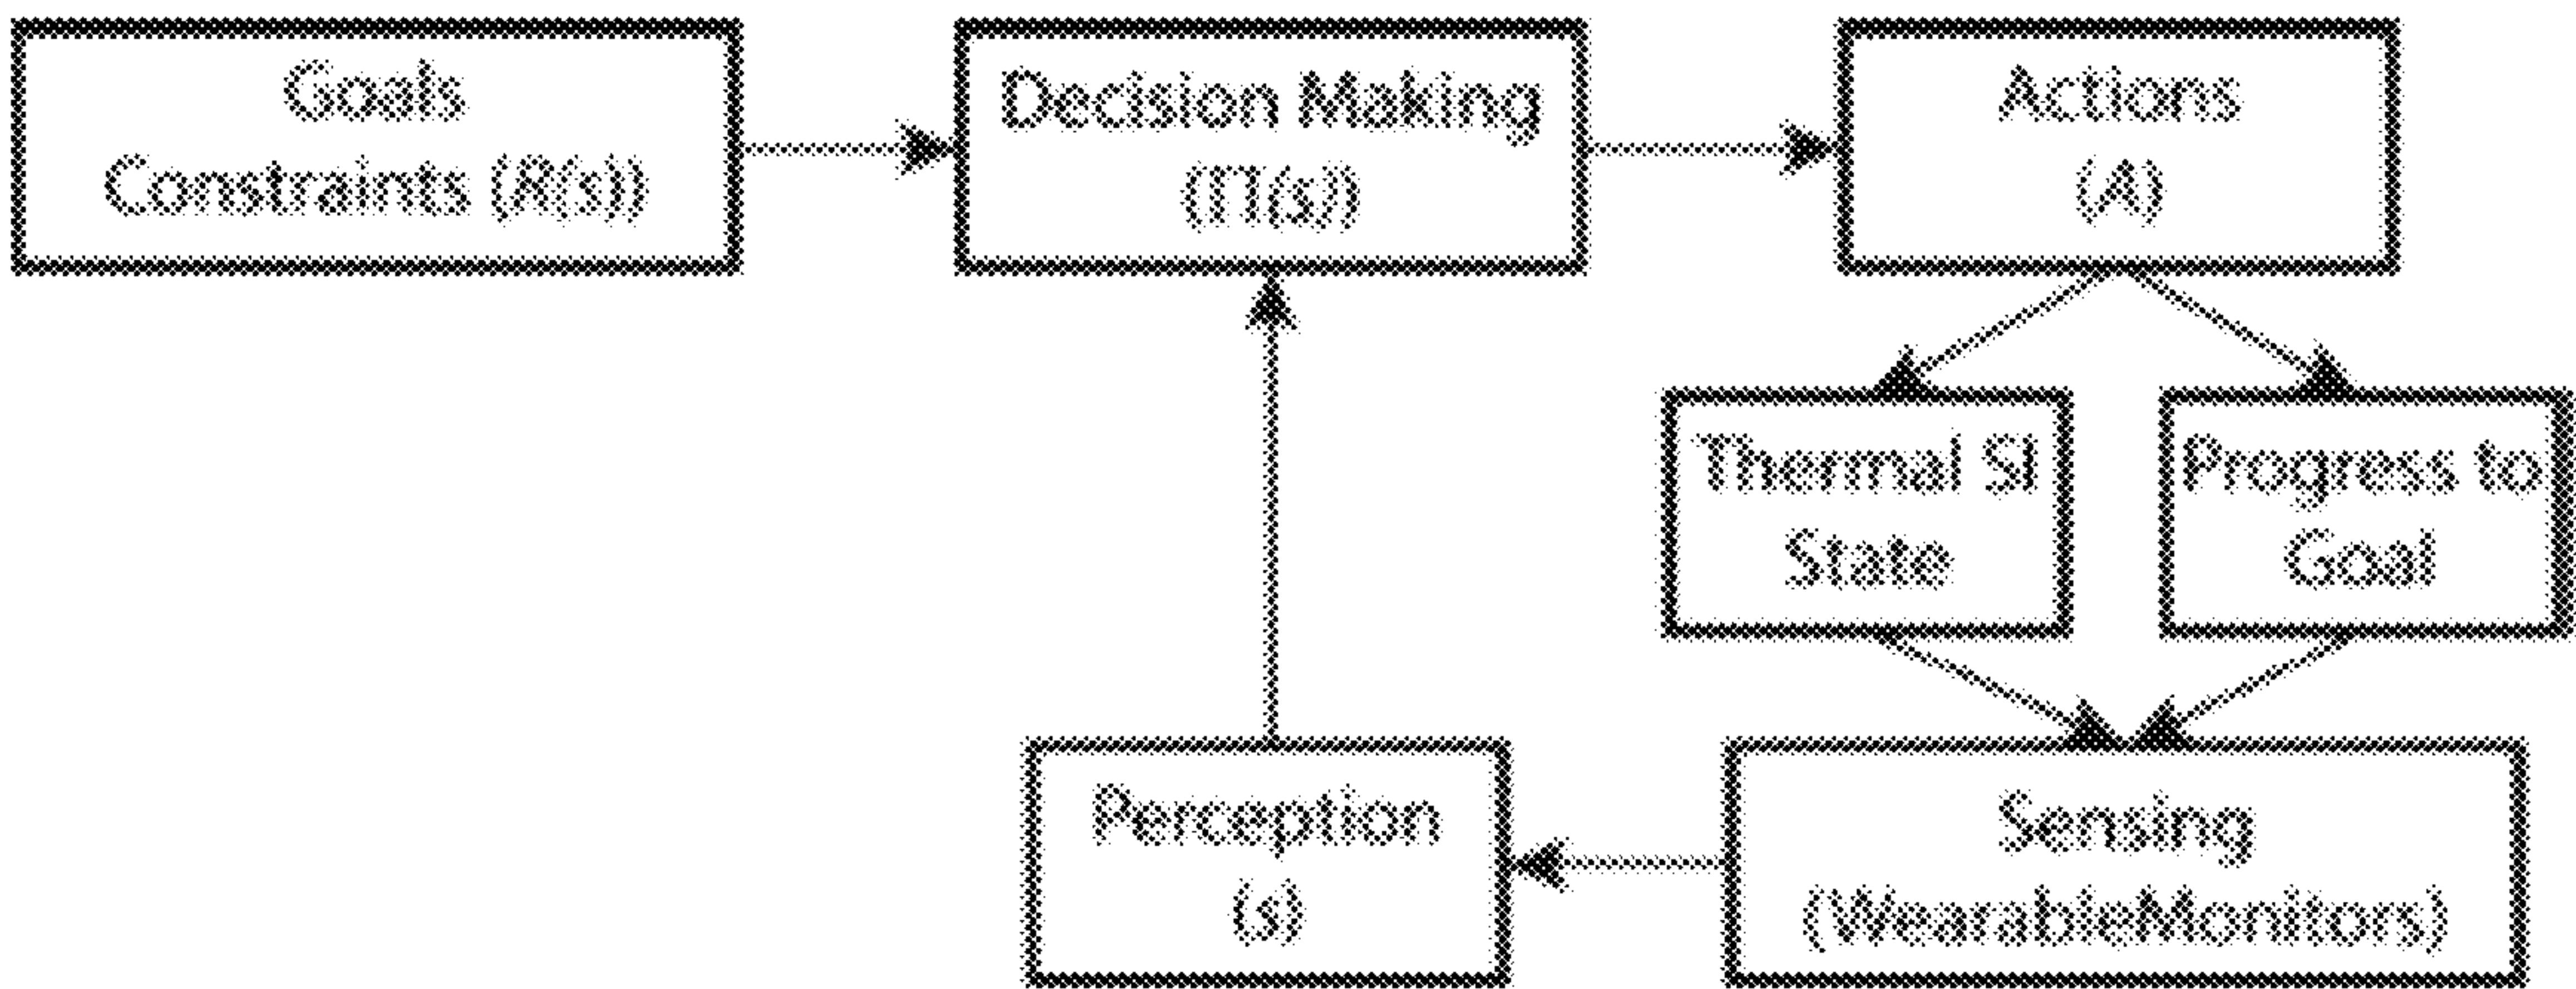 Goals
Constraints (R(s))
Decision Making
(Π(s))
Actions
(A)
Thermal SI
State
Progress to
Goal
Perception
(s)
Sensing
(WearableMonitors)